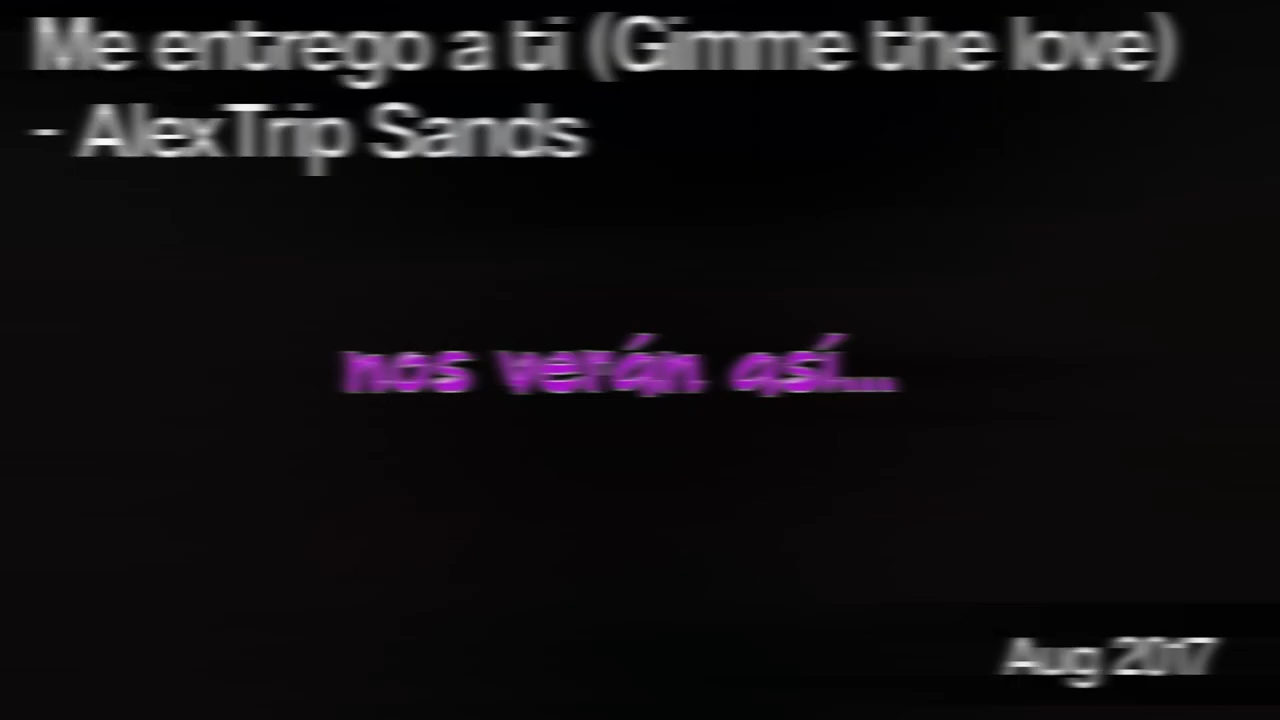 Me entrego a ti (Gimme the love)
- AlexTrip Sands
nos verán así...
Aug 2017